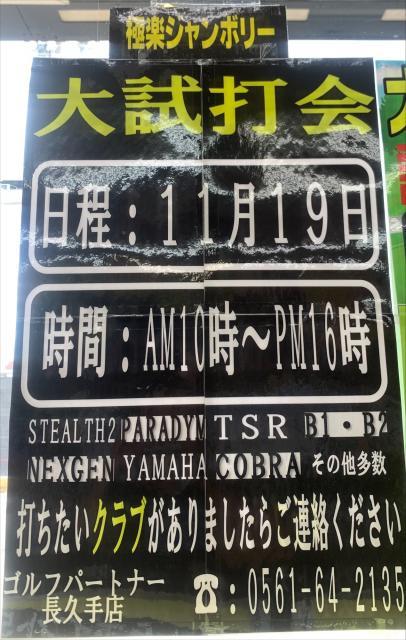 極楽シャンボリー
大試打会
日程：１１月１９日
時間：AM10時～PM16時
STEALTH2 PARADYM TSR B1・B2
NEXGEN YAMAHA COBRA その他多数
打ちたいクラブがありましたらご連絡ください
ゴルフパートナー
長久手店
☎：0561-64-2135